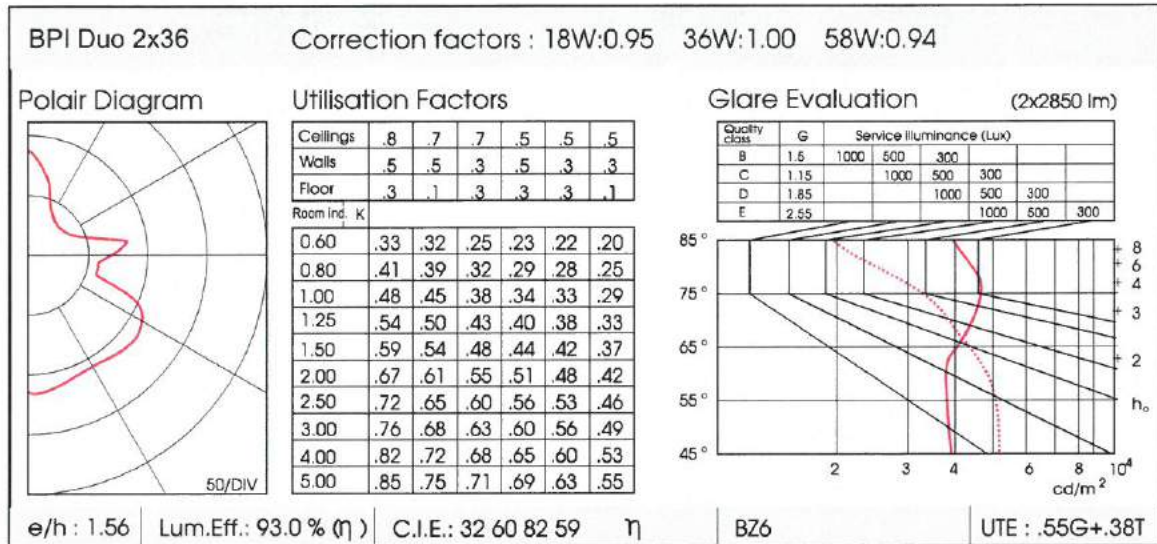 BPI Duo 2x36 Correction factors : 18W:0.95 36W:1.00 58W:0.94
Polair Diagram
50/DIV
Utilisation Factors
Ceilings .8 .7 .7 .5 .5 .5
Walls .5 .5 .3 .5 .3 .3
Floor .3 .1 .3 .3 .3 .1
Room ind. K
0.60 .33 .32 .25 .23 .22 .20
0.80 .41 .39 .32 .29 .28 .25
1.00 .48 .45 .38 .34 .33 .29
1.25 .54 .50 .43 .40 .38 .33
1.50 .59 .54 .48 .44 .42 .37
2.00 .67 .61 .55 .51 .48 .42
2.50 .72 .65 .60 .56 .53 .46
3.00 .76 .68 .63 .60 .56 .49
4.00 .82 .72 .68 .65 .60 .53
5.00 .85 .75 .71 .69 .63 .55
Glare Evaluation (2x2850 lm)
Quality class G Service Illuminance (Lux)
B 1.5 1000 500 300
C 1.15 1000 500 300
D 1.85 1000 500 300
E 2.55 1000 500 300
85° 8
6
75° 4
3
65° 2
55° hₒ
45°
2 3 4 6 8 10⁴
cd/m²
e/h : 1.56 Lum.Eff.: 93.0 % (η) C.I.E.: 32 60 82 59 η BZ6 UTE : .55G+.38T